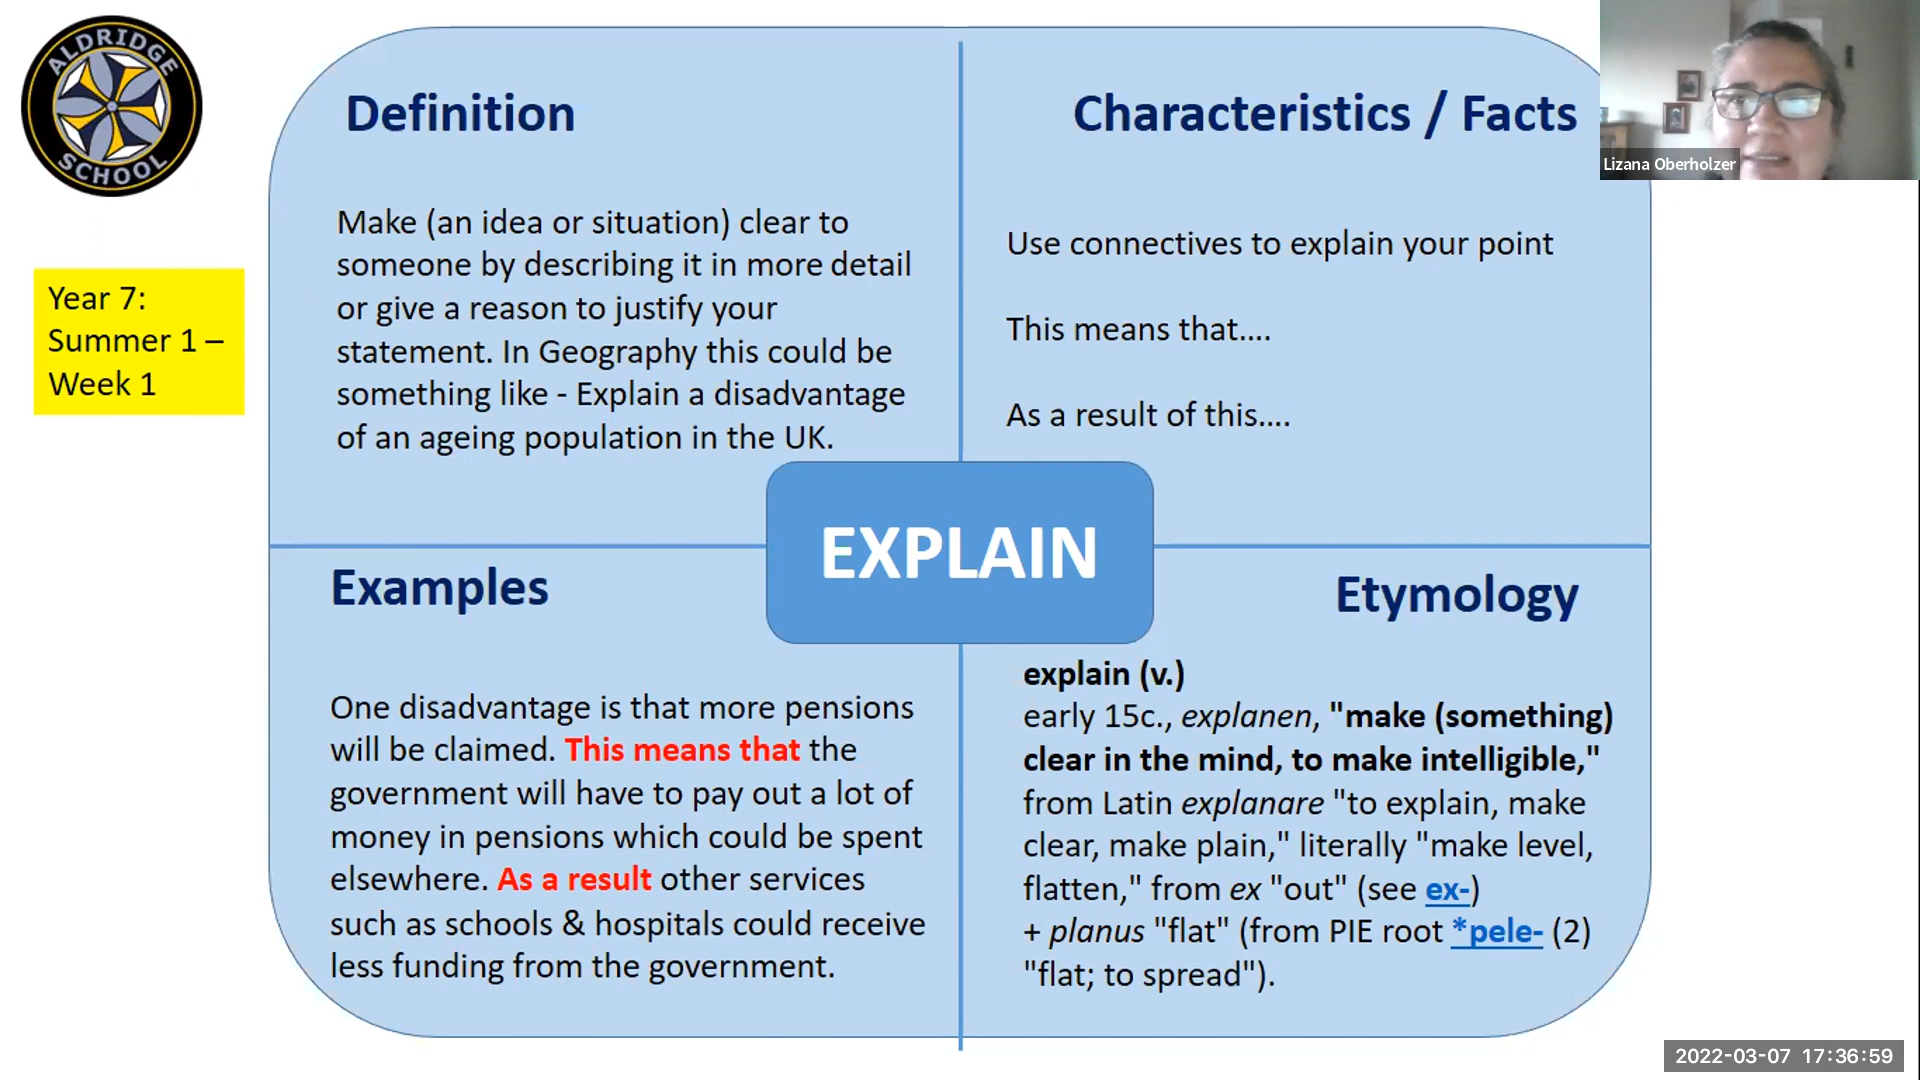 ALDRIDGE
SCHOOL
Year 7:
Summer 1 –
Week 1
Definition
Make (an idea or situation) clear to
someone by describing it in more detail
or give a reason to justify your
statement. In Geography this could be
something like - Explain a disadvantage
of an ageing population in the UK.
Characteristics / Facts
Use connectives to explain your point
This means that....
As a result of this....
EXPLAIN
Examples
One disadvantage is that more pensions
will be claimed. This means that the
government will have to pay out a lot of
money in pensions which could be spent
elsewhere. As a result other services
such as schools & hospitals could receive
less funding from the government.
Etymology
explain (v.)
early 15c., explanen, "make (something)
clear in the mind, to make intelligible,"
from Latin explanare "to explain, make
clear, make plain," literally "make level,
flatten," from ex "out" (see ex-)
+ planus "flat" (from PIE root *pele- (2)
"flat; to spread").
Lizana Oberholzer
2022-03-07 17:36:59